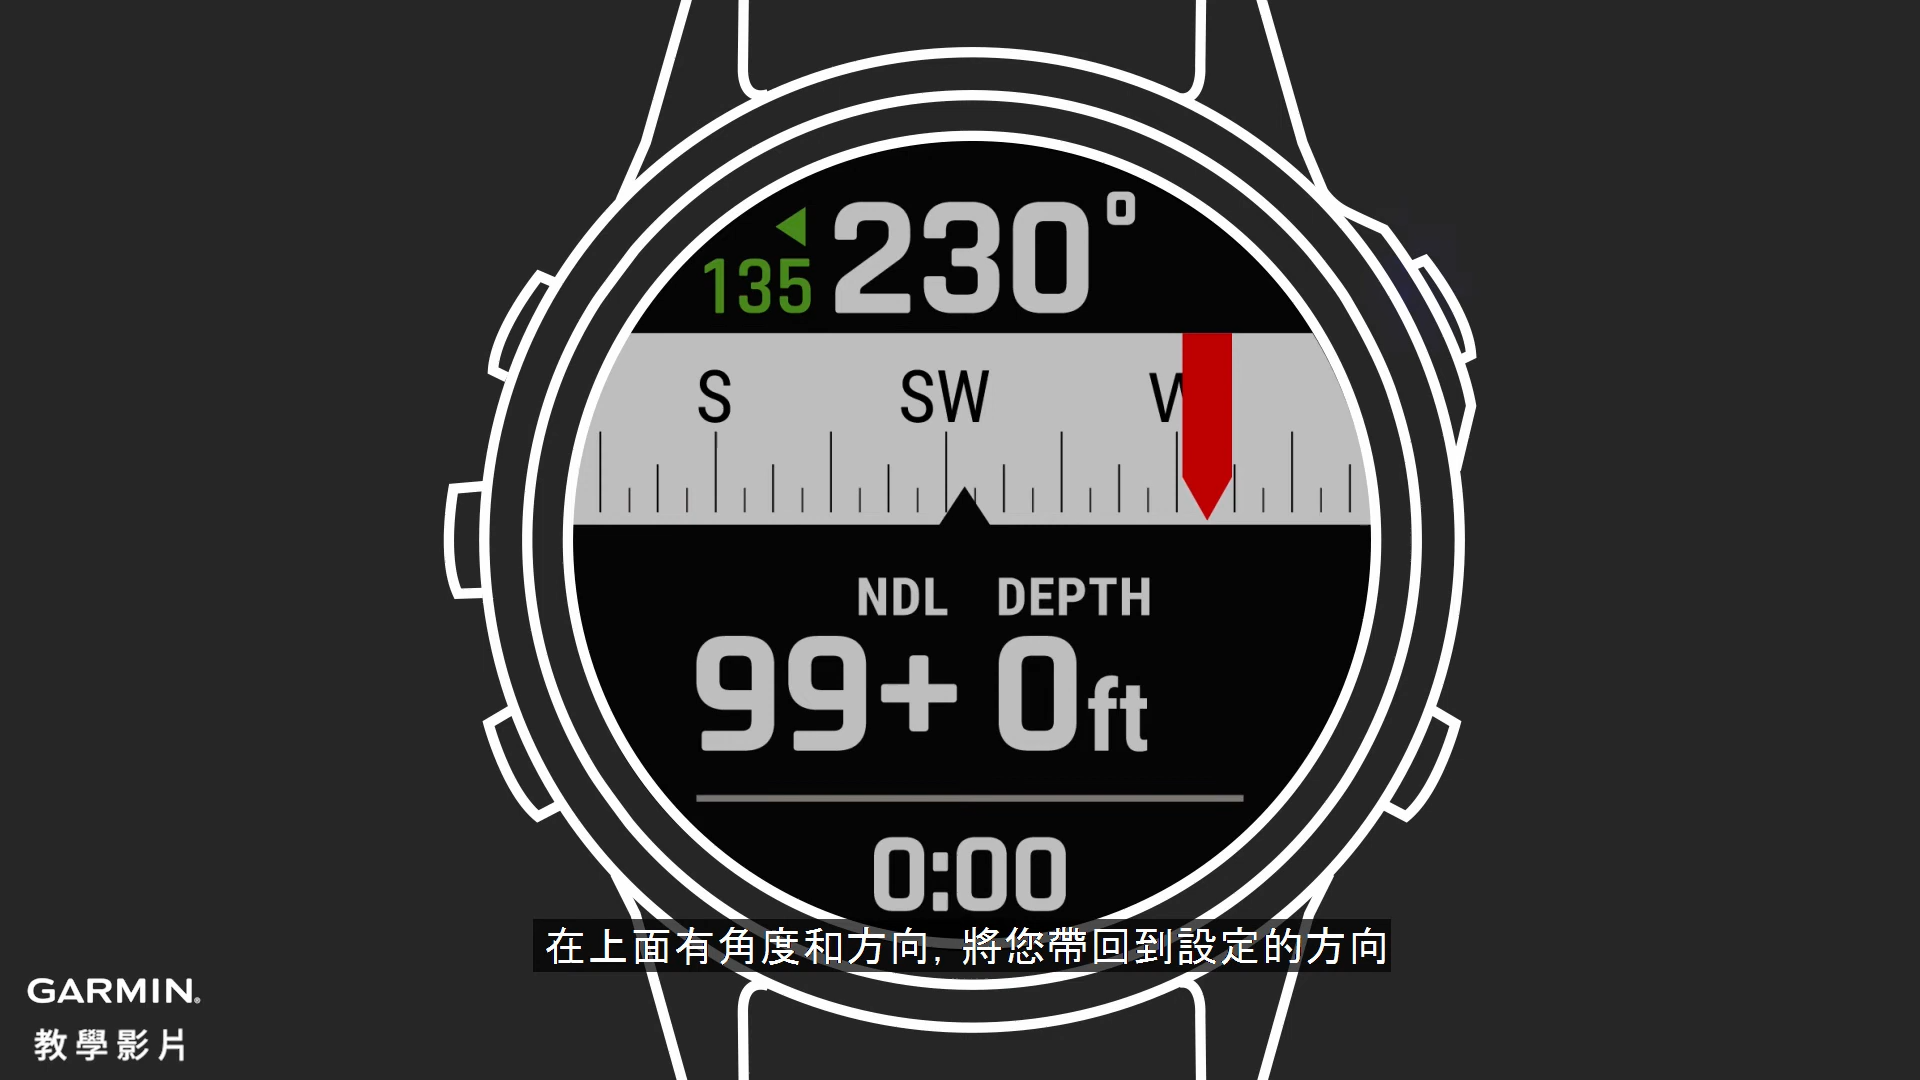 230°
135
S SW W
NDL DEPTH
99+ 0ft
0:00
在上面有角度和方向, 將您帶回到設定的方向
GARMIN®
教學影片